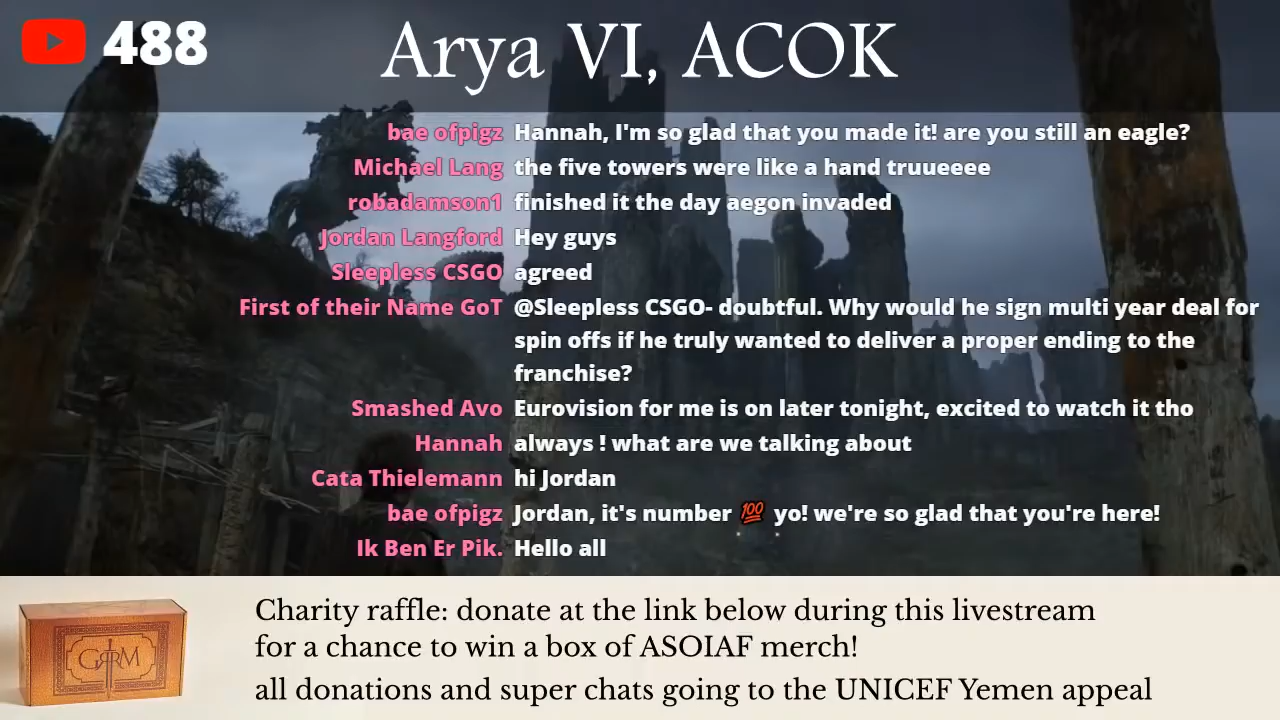 488
Arya VI, ACOK
bae ofpigz Hannah, I'm so glad that you made it! are you still an eagle?
Michael Lang the five towers were like a hand truueeee
robadamson1 finished it the day aegon invaded
Jordan Langford Hey guys
Sleepless CSGO agreed
First of their Name GoT @Sleepless CSGO- doubtful. Why would he sign multi year deal for
spin offs if he truly wanted to deliver a proper ending to the
franchise?
Smashed Avo Eurovision for me is on later tonight, excited to watch it tho
Hannah always ! what are we talking about
Cata Thielemann hi Jordan
bae ofpigz Jordan, it's number 💯 yo! we're so glad that you're here!
Ik Ben Er Pik. Hello all
GRRM
Charity raffle: donate at the link below during this livestream
for a chance to win a box of ASOIAF merch!
all donations and super chats going to the UNICEF Yemen appeal